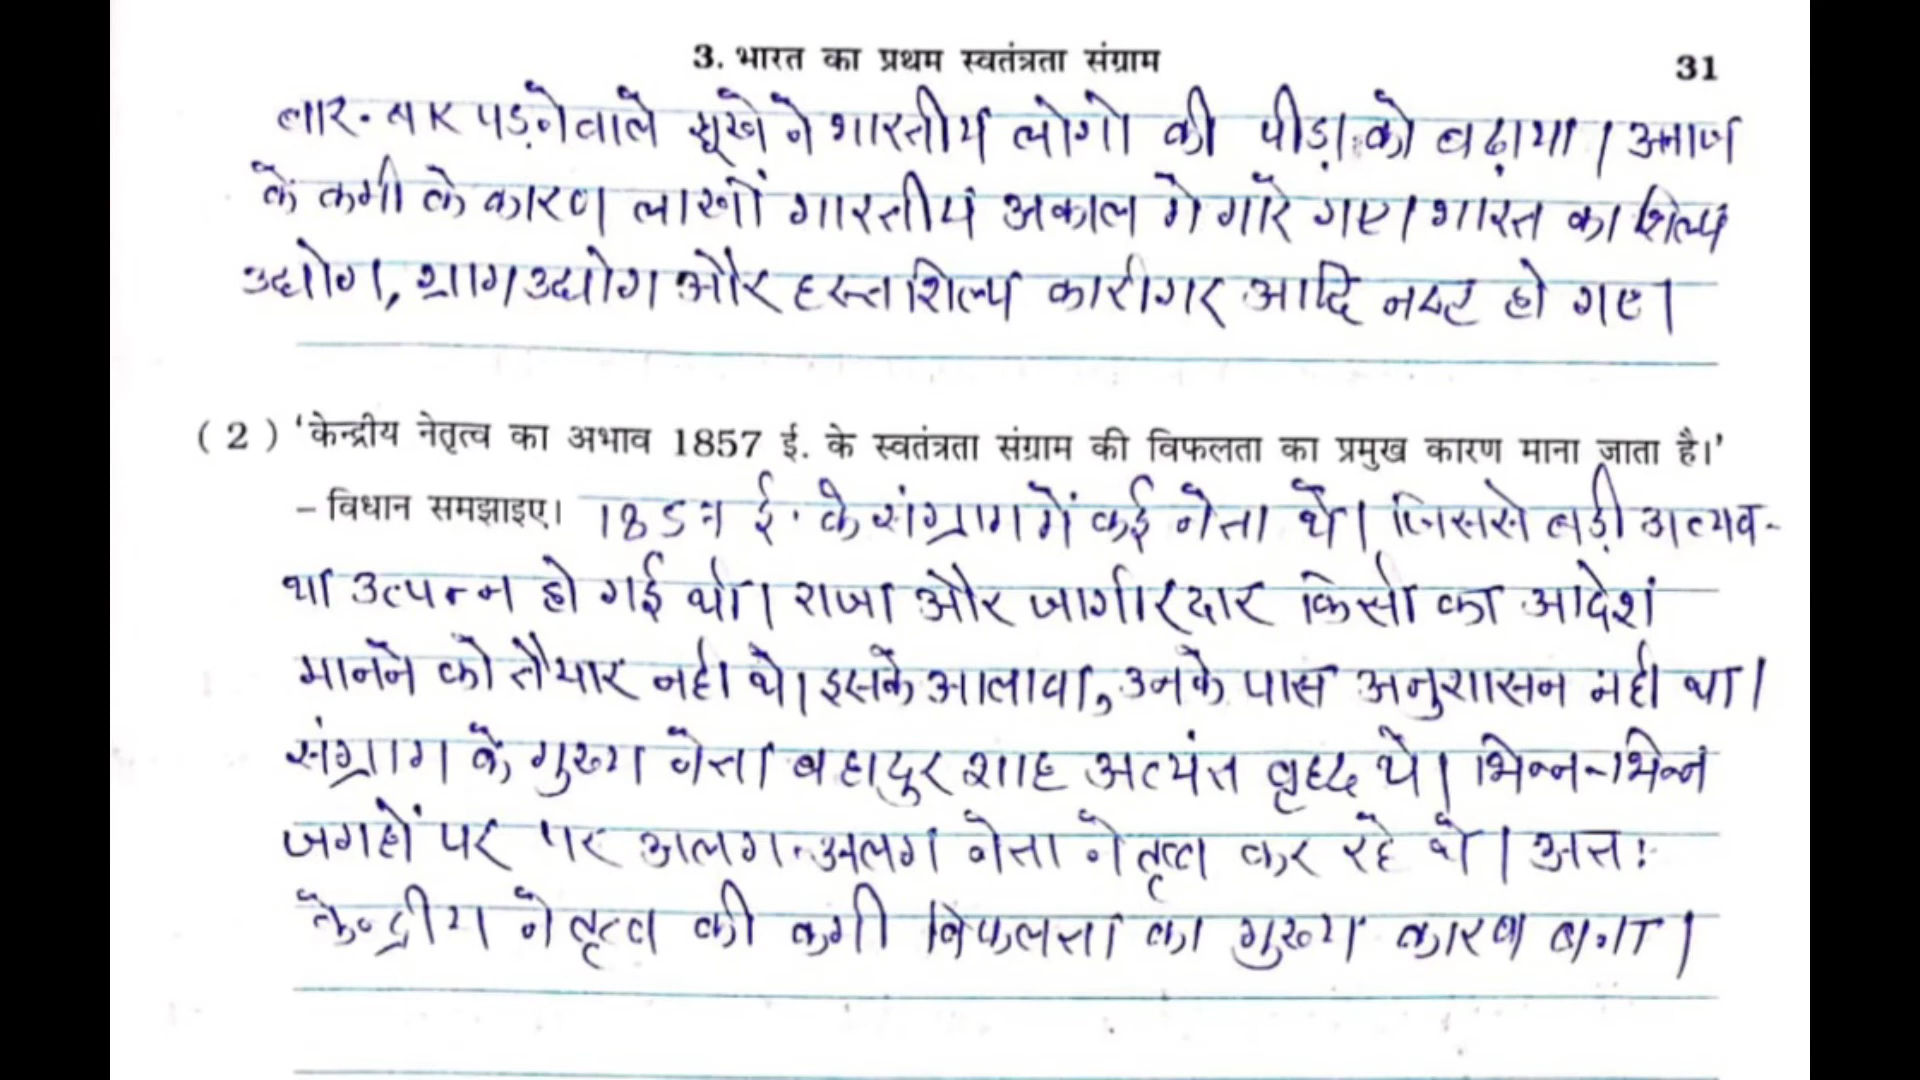 3. भारत का प्रथम स्वतंत्रता संग्राम 31
बार-बार पड़नेवाले सूखे ने भारतीय लोगो की पीड़ा को बढ़ाया। अनाज
के कमी के कारण लाखों भारतीय अकाल मे मारे गए। भारत का शिल्प
उद्योग, ग्रामउद्योग और हस्तशिल्प कारीगर आदि नष्ट हो गए।
( 2 ) 'केन्द्रीय नेतृत्व का अभाव 1857 ई. के स्वतंत्रता संग्राम की विफलता का प्रमुख कारण माना जाता है।'
– विधान समझाइए। 1857 ई. के संग्राम में कई नेता थे। जिससे बड़ी अव्यव-
था उत्पन्न हो गई थी। राजा और जागीरदार किसी का आदेश
मानने को तैयार नही थे। इसके आलावा, उनके पास अनुशासन नही था।
संग्राम के मुख्य नेता बहादुर शाह अत्यंत वृध्द थे। भिन्न-भिन्न
जगहों पर पर अलग-अलग नेता नेतृत्व कर रहे थे। अतः
केन्द्रीय नेतृत्व की कमी विफलता का मुख्य कारण बना।